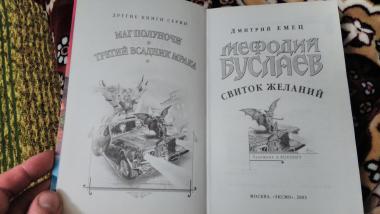 ДРУГИЕ КНИГИ СЕРИИ
МАГ ПОЛУНОЧИ
ТРЕТИЙ ВСАДНИК МРАКА
ДМИТРИЙ ЕМЕЦ
МЕФОДИЙ
БУСЛАЕВ
СВИТОК ЖЕЛАНИЙ
МОСКВА, «ЭКСМО», 2005